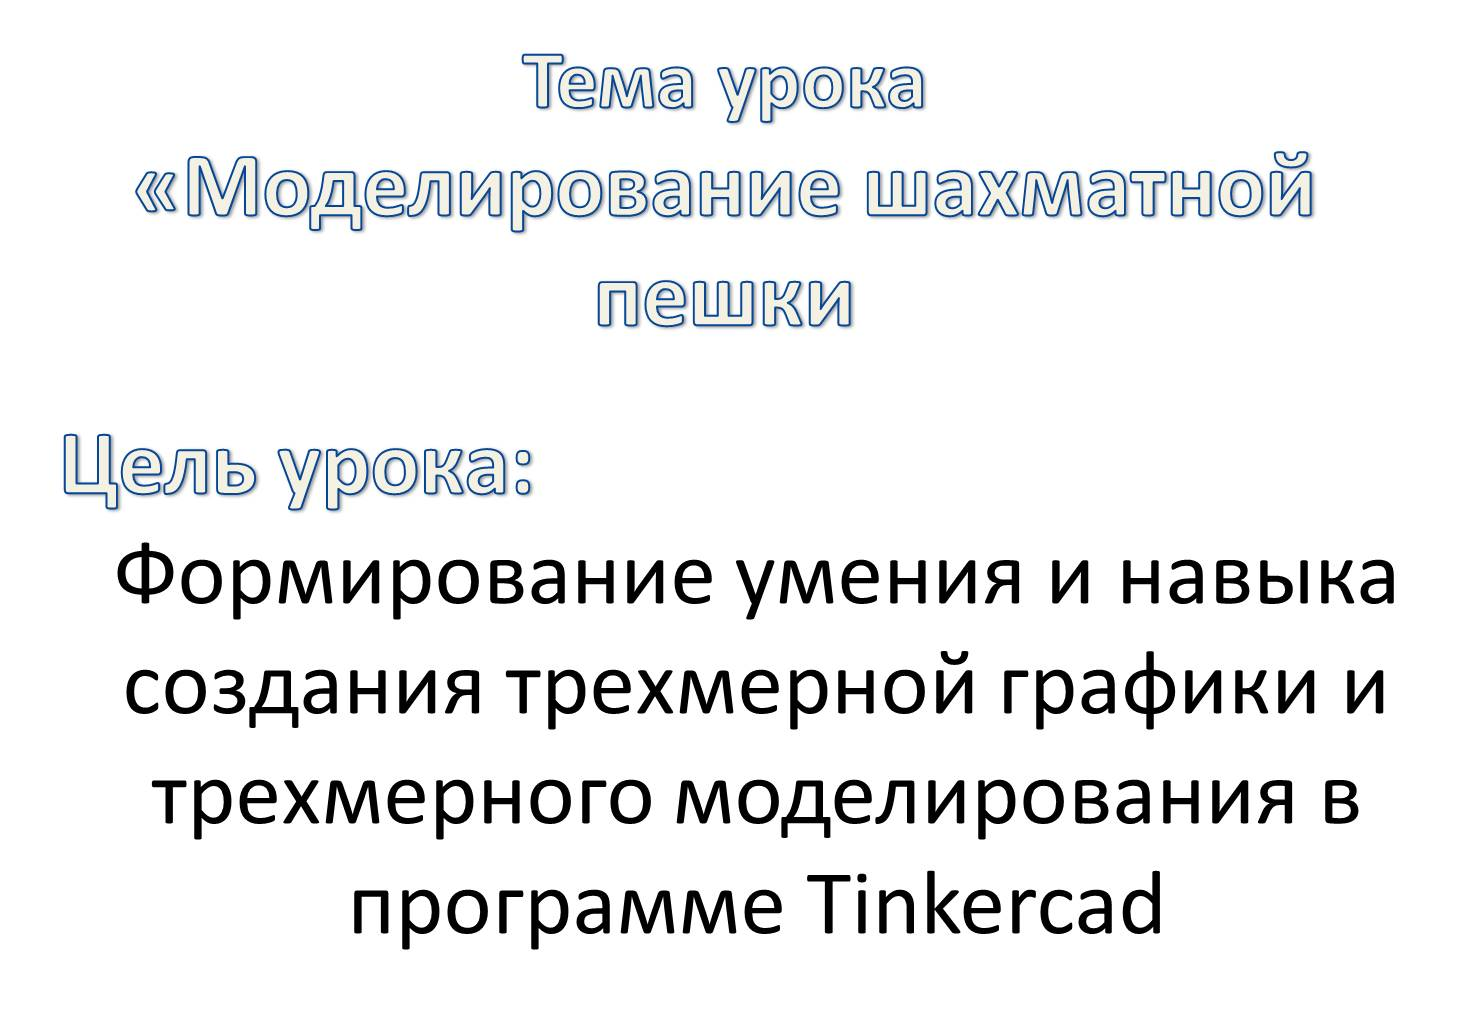 Тема урока
«Моделирование шахматной
пешки
Цель урока:
Формирование умения и навыка
создания трехмерной графики и
трехмерного моделирования в
программе Tinkercad